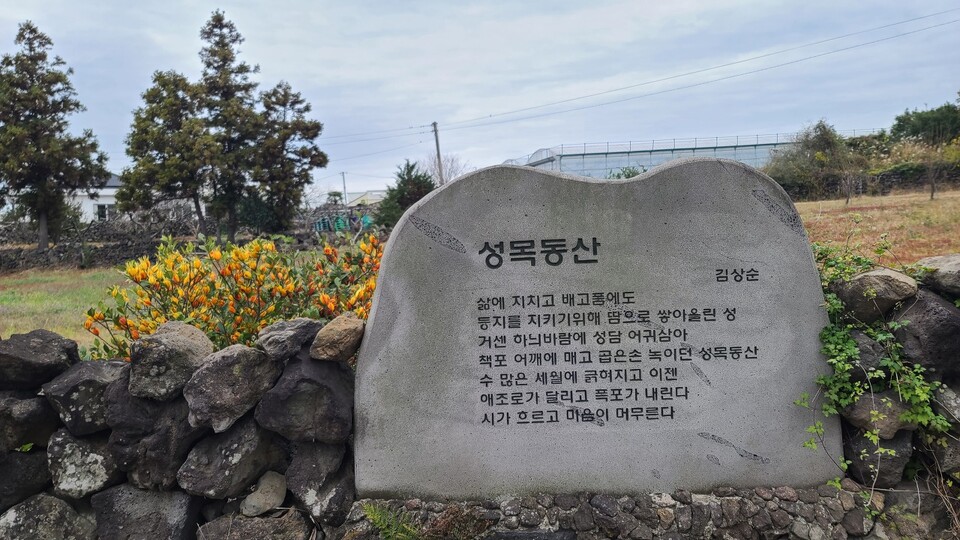 성목동산
김상순
삶에 지치고 배고픔에도
등지를 지키기위해 땀으로 쌓아올린 성
거센 하늬바람에 성담 어귀삼아
책포 어깨에 매고 곱은손 녹이던 성목동산
수 많은 세월에 긁혀지고 이젠
애조로가 달리고 폭포가 내린다
시가 흐르고 마음이 머무른다